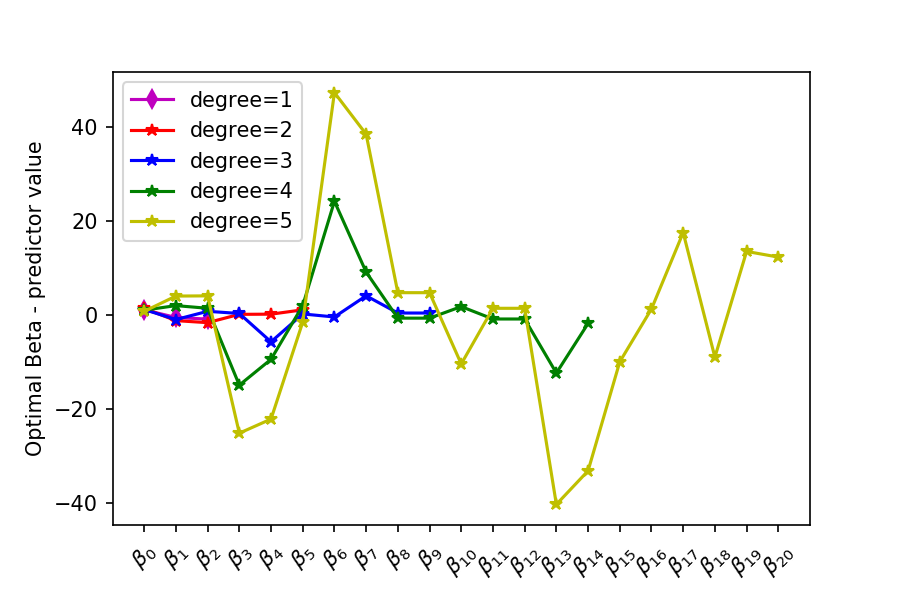 degree=1
degree=2
degree=3
degree=4
degree=5
Optimal Beta - predictor value
40
20
0
−20
−40
β₀ β₁ β₂ β₃ β₄ β₅ β₆ β₇ β₈ β₉ β₁₀ β₁₁ β₁₂ β₁₃ β₁₄ β₁₅ β₁₆ β₁₇ β₁₈ β₁₉ β₂₀